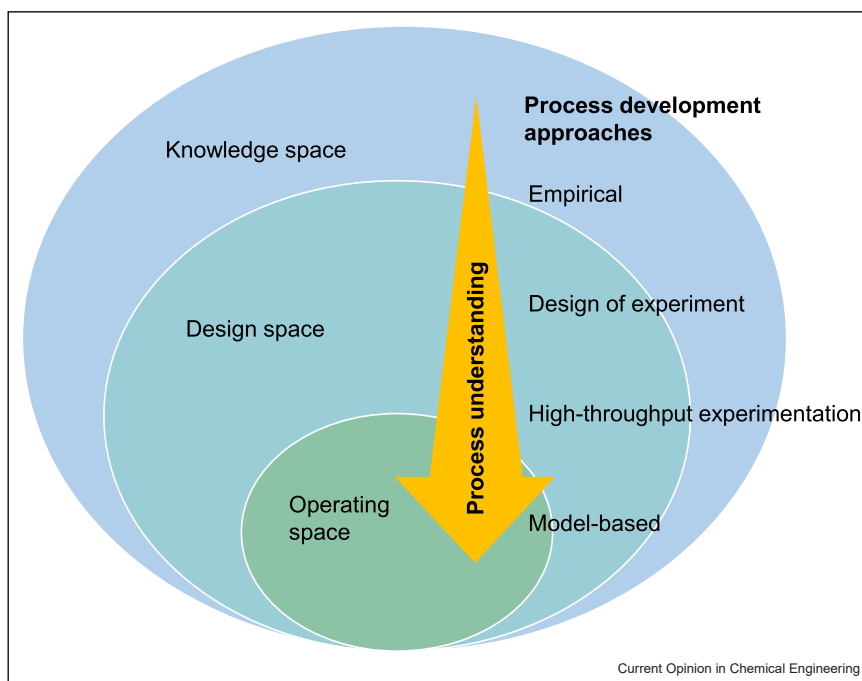 Process development
approaches
Knowledge space
Empirical
Process understanding
Design of experiment
Design space
High-throughput experimentation
Operating
space
Model-based
Current Opinion in Chemical Engineering